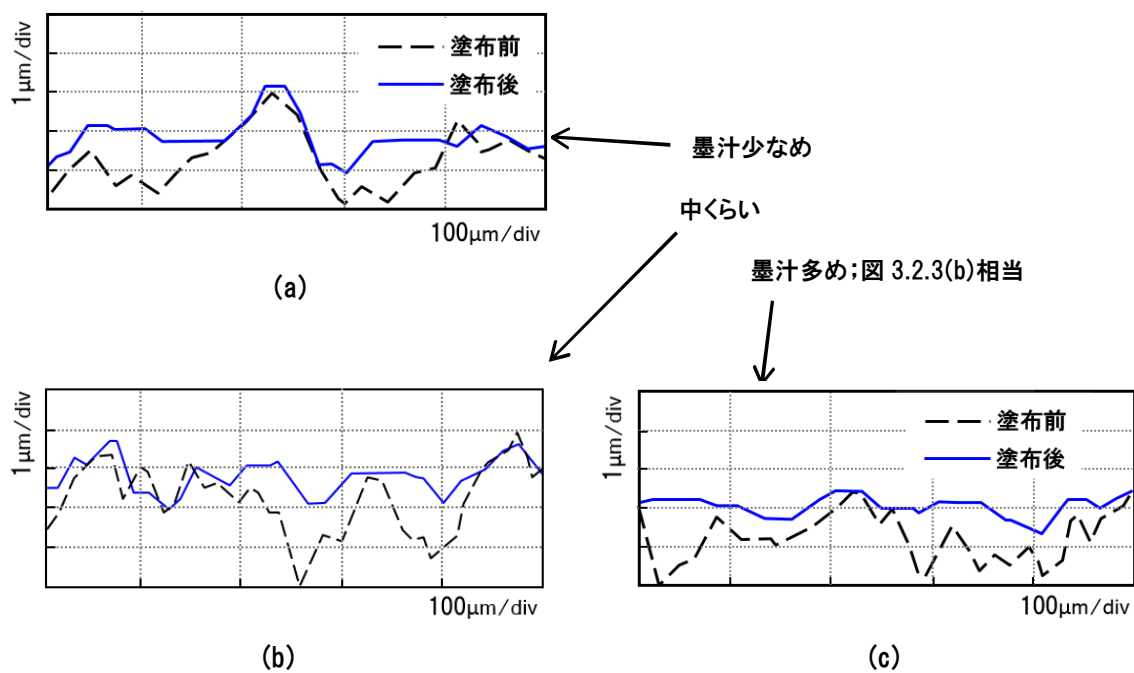 1μm/div
塗布前
塗布後
100μm/div
(a)
墨汁少なめ
中くらい
墨汁多め；図 3.2.3(b)相当
1μm/div
100μm/div
(b)
1μm/div
塗布前
塗布後
100μm/div
(c)